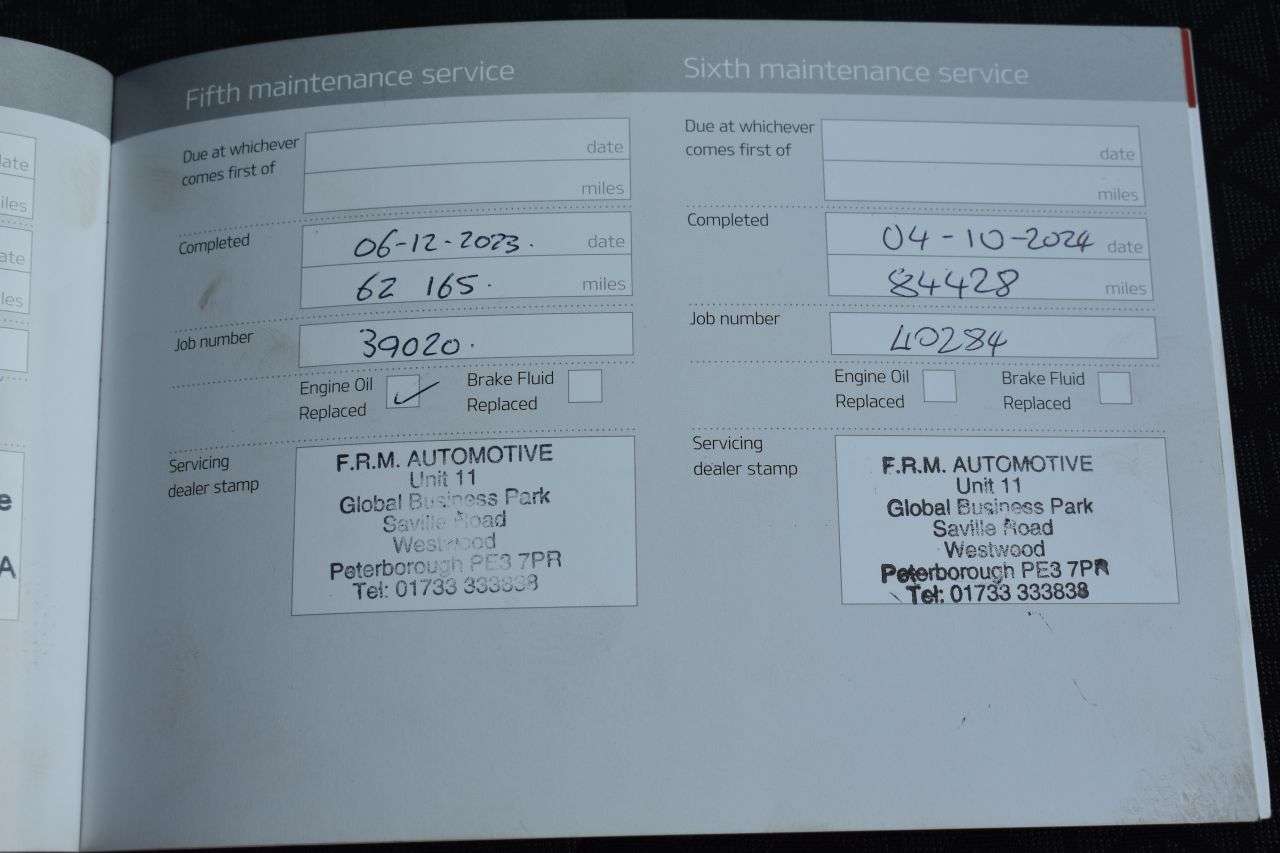 ate
iles
ate
les
e
A
Fifth maintenance service
Due at whichever
comes first of
date
miles
Completed
06-12-2023. date
62 165. miles
Job number
39020.
Engine Oil
Replaced
Brake Fluid
Replaced
Servicing
dealer stamp
F.R.M. AUTOMOTIVE
Unit 11
Global Business Park
Saville Road
Westwood
Peterborough PE3 7PR
Tel: 01733 333838
Sixth maintenance service
Due at whichever
comes first of
date
miles
Completed
04-10-2024 date
84428 miles
Job number
40284
Engine Oil
Replaced
Brake Fluid
Replaced
Servicing
dealer stamp
F.R.M. AUTOMOTIVE
Unit 11
Global Business Park
Saville Road
Westwood
Peterborough PE3 7PR
Tel: 01733 333838